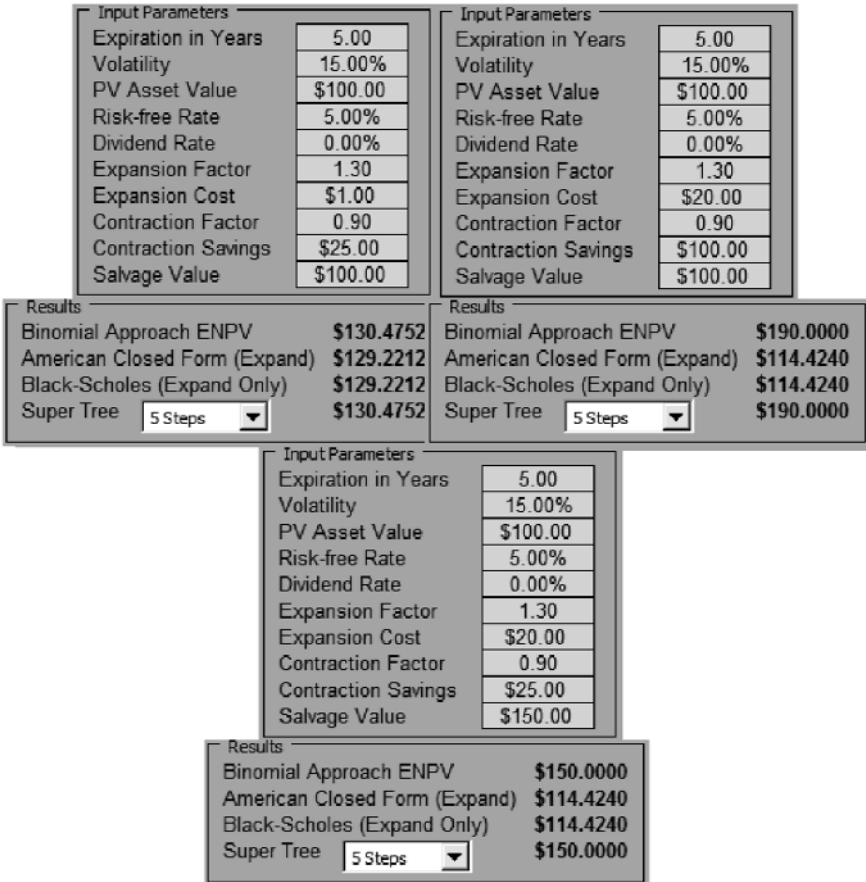 Input Parameters
Expiration in Years 5.00
Volatility 15.00%
PV Asset Value $100.00
Risk-free Rate 5.00%
Dividend Rate 0.00%
Expansion Factor 1.30
Expansion Cost $1.00
Contraction Factor 0.90
Contraction Savings $25.00
Salvage Value $100.00
Results
Binomial Approach ENPV $130.4752
American Closed Form (Expand) $129.2212
Black-Scholes (Expand Only) $129.2212
Super Tree 5 Steps $130.4752
Input Parameters
Expiration in Years 5.00
Volatility 15.00%
PV Asset Value $100.00
Risk-free Rate 5.00%
Dividend Rate 0.00%
Expansion Factor 1.30
Expansion Cost $20.00
Contraction Factor 0.90
Contraction Savings $100.00
Salvage Value $100.00
Results
Binomial Approach ENPV $190.0000
American Closed Form (Expand) $114.4240
Black-Scholes (Expand Only) $114.4240
Super Tree 5 Steps $190.0000
Input Parameters
Expiration in Years 5.00
Volatility 15.00%
PV Asset Value $100.00
Risk-free Rate 5.00%
Dividend Rate 0.00%
Expansion Factor 1.30
Expansion Cost $20.00
Contraction Factor 0.90
Contraction Savings $25.00
Salvage Value $150.00
Results
Binomial Approach ENPV $150.0000
American Closed Form (Expand) $114.4240
Black-Scholes (Expand Only) $114.4240
Super Tree 5 Steps $150.0000